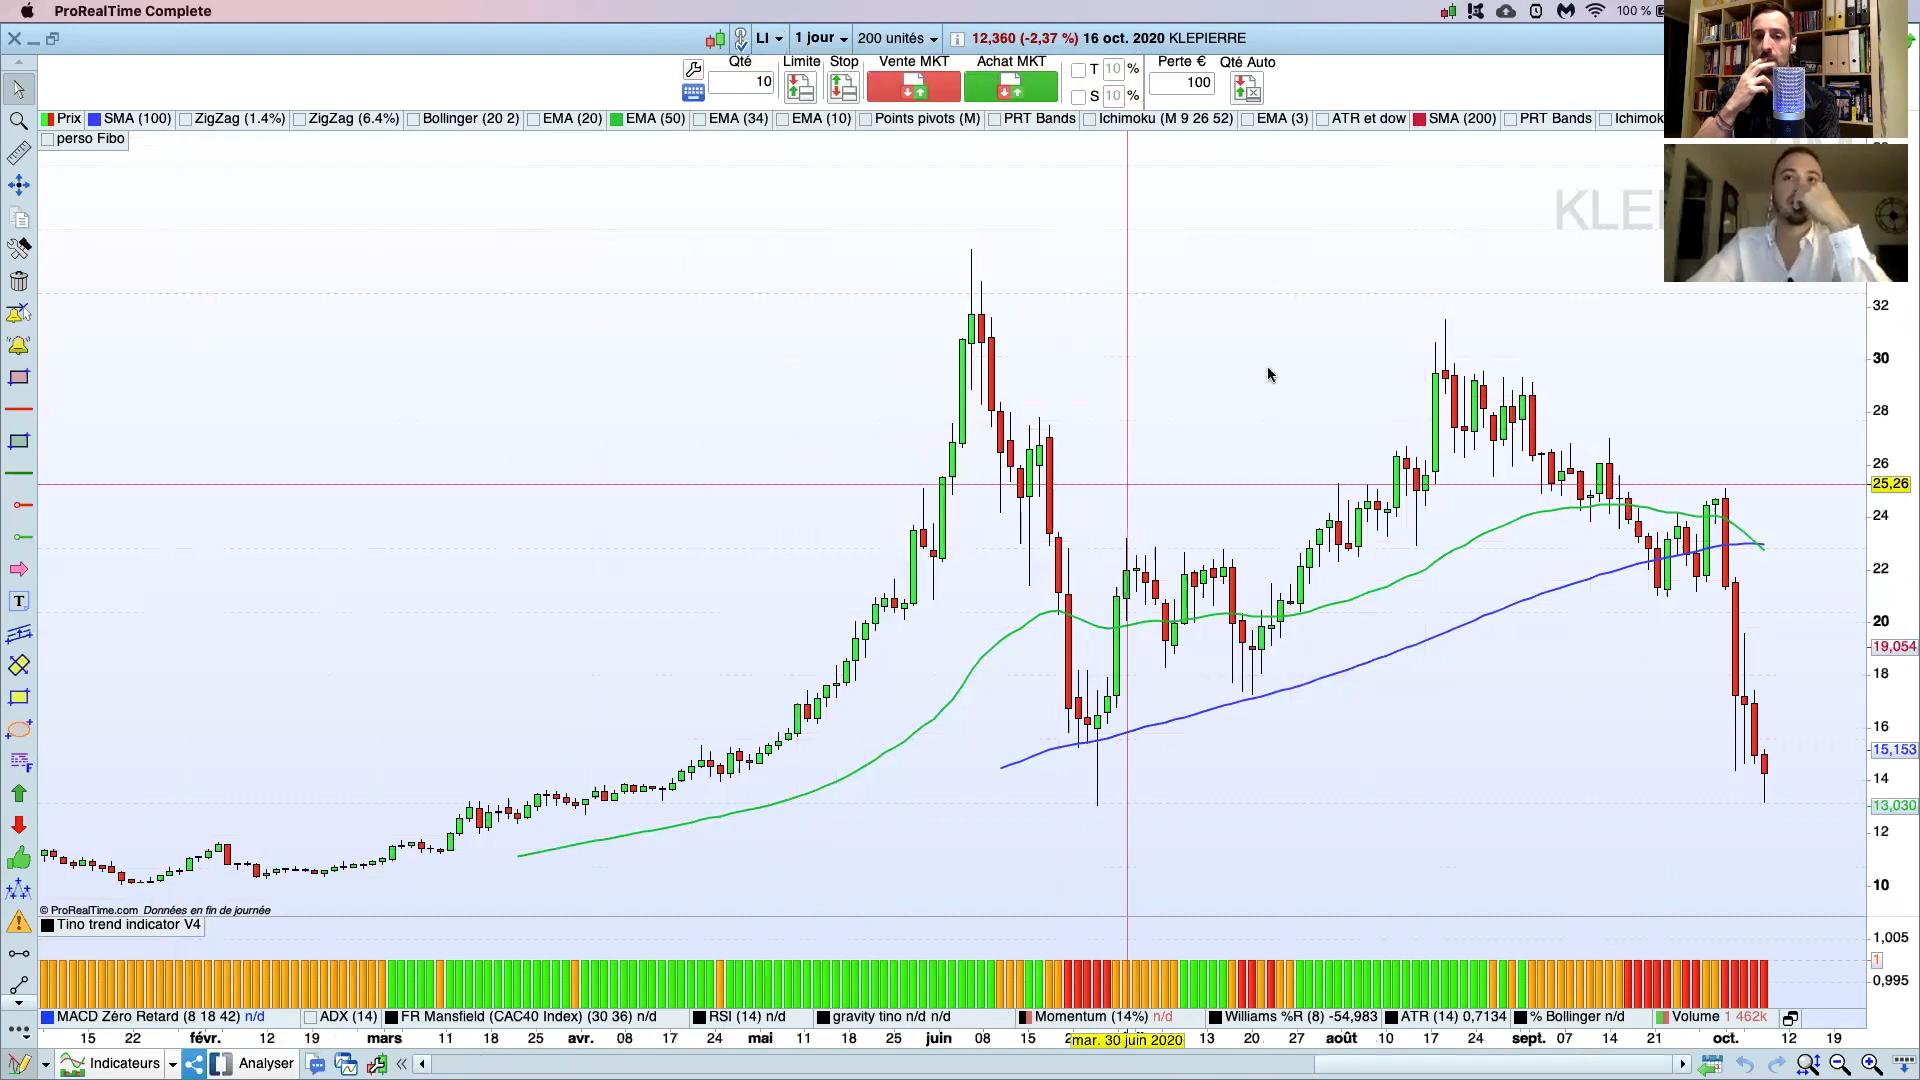 ProRealTime Complete
100 %
LI
1 jour
200 unités
12,360 (-2,37 %) 16 oct. 2020 KLEPIERRE
Qté
Limite
Stop
Vente MKT
Achat MKT
T 10 %
Perte €
Qté Auto
10
S 10 %
100
Prix
SMA (100)
ZigZag (1.4%)
ZigZag (6.4%)
Bollinger (20 2)
EMA (20)
EMA (50)
EMA (34)
EMA (10)
Points pivots (M)
PRT Bands
Ichimoku (M 9 26 52)
EMA (3)
ATR et dow
SMA (200)
PRT Bands
Ichimok
perso Fibo
KLE
32
30
28
26
25,26
24
22
20
19,054
18
16
15,153
14
13,030
12
10
© ProRealTime.com Données en fin de journée
Tino trend indicator V4
1,005
1
0,995
MACD Zéro Retard (8 18 42) n/d
ADX (14)
FR Mansfield (CAC40 Index) (30 36) n/d
RSI (14) n/d
gravity tino n/d n/d
Momentum (14%) n/d
Williams %R (8) -54,983
ATR (14) 0,7134
% Bollinger n/d
Volume 1 462k
15 22 févr. 12 19 mars 11 18 25 avr. 08 17 24 mai 11 18 25 juin 08 15 mar. 30 juin 2020 13 20 27 août 10 17 24 sept. 07 14 21 oct. 12 19
Indicateurs
Analyser